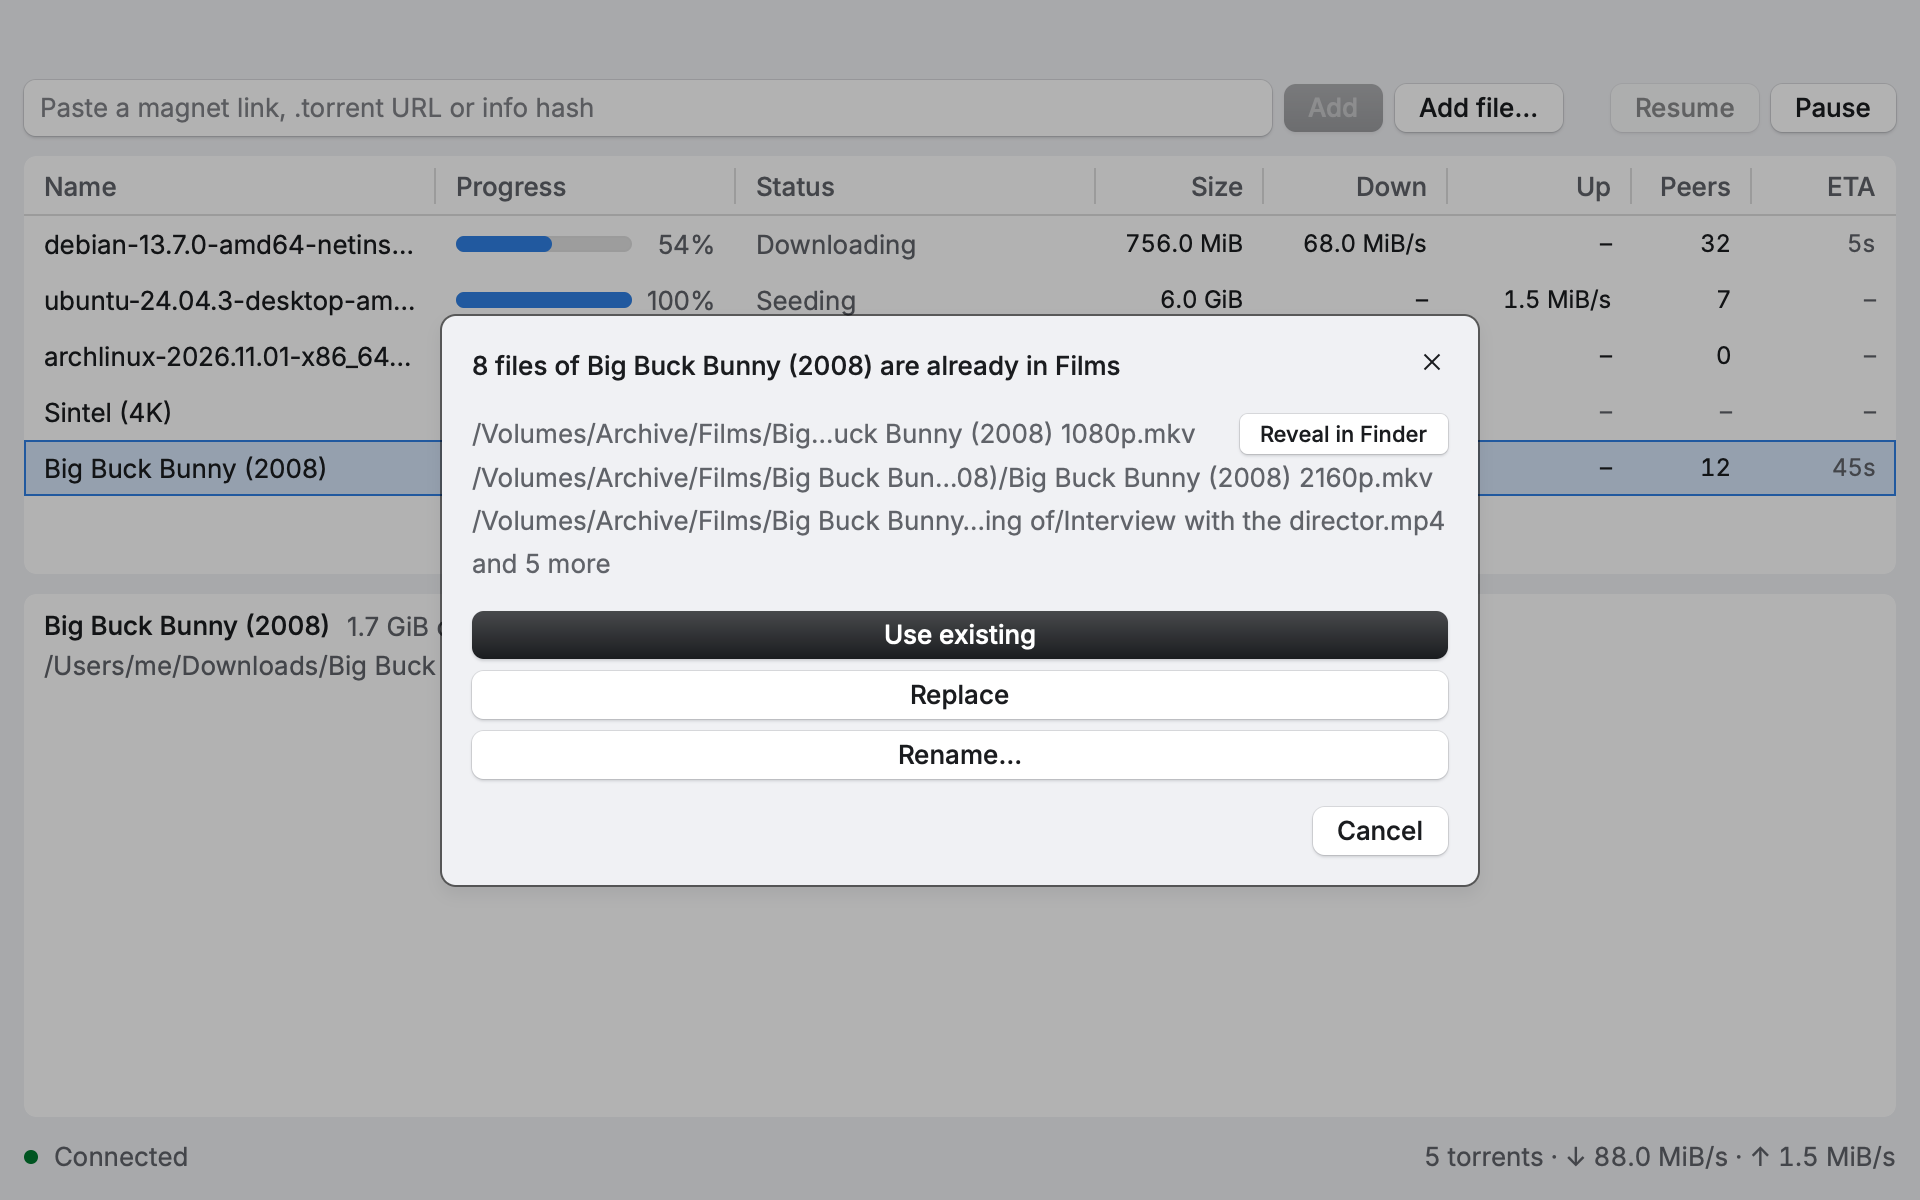 Paste a magnet link, .torrent URL or info hash
Add
Add file...
Resume
Pause
Name Progress Status Size Down Up Peers ETA
debian-13.7.0-amd64-netins... 54% Downloading 756.0 MiB 68.0 MiB/s – 32 5s
ubuntu-24.04.3-desktop-am... 100% Seeding 6.0 GiB – 1.5 MiB/s 7 –
archlinux-2026.11.01-x86_64... – 0 –
Sintel (4K) – – –
Big Buck Bunny (2008) – 12 45s
8 files of Big Buck Bunny (2008) are already in Films
/Volumes/Archive/Films/Big...uck Bunny (2008) 1080p.mkv
Reveal in Finder
/Volumes/Archive/Films/Big Buck Bun...08)/Big Buck Bunny (2008) 2160p.mkv
/Volumes/Archive/Films/Big Buck Bunny...ing of/Interview with the director.mp4
and 5 more
Use existing
Replace
Rename...
Cancel
Big Buck Bunny (2008) 1.7 GiB
/Users/me/Downloads/Big Buck
Connected
5 torrents · ↓ 88.0 MiB/s · ↑ 1.5 MiB/s